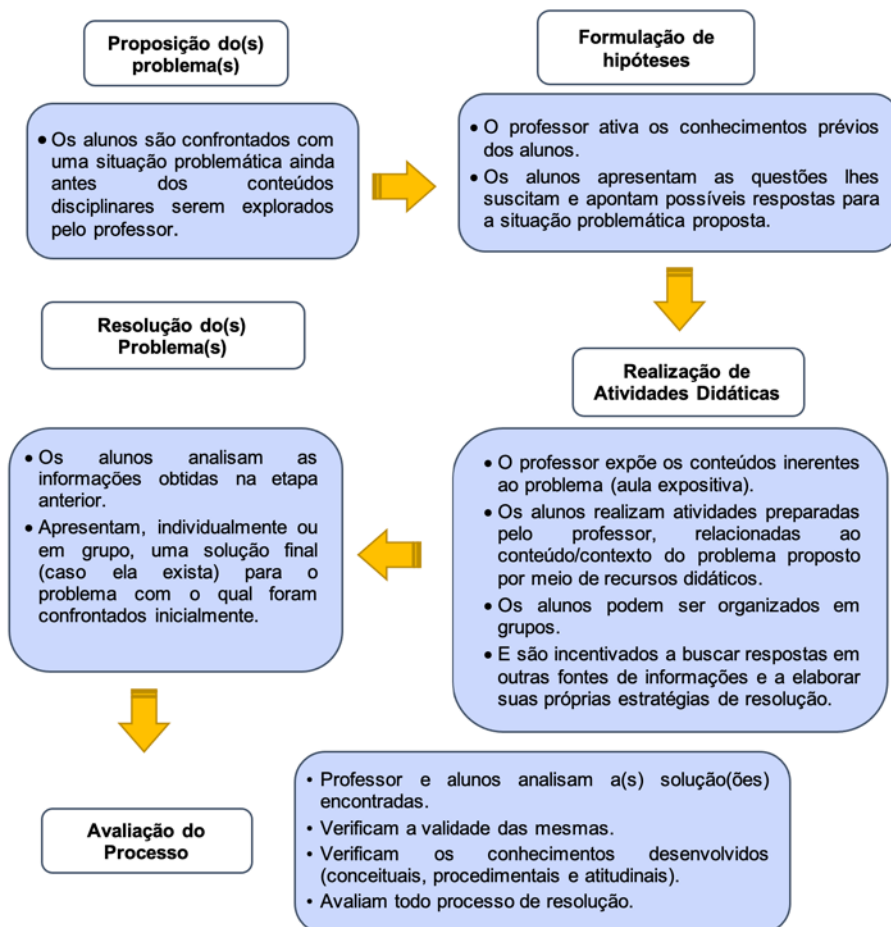 Proposição do(s)
problema(s)
• Os alunos são confrontados com
uma situação problemática ainda
antes dos conteúdos
disciplinares serem explorados
pelo professor.
Formulação de
hipóteses
• O professor ativa os conhecimentos prévios
dos alunos.
• Os alunos apresentam as questões lhes
suscitam e apontam possíveis respostas para
a situação problemática proposta.
Realização de
Atividades Didáticas
• O professor expõe os conteúdos inerentes
ao problema (aula expositiva).
• Os alunos realizam atividades preparadas
pelo professor, relacionadas ao
conteúdo/contexto do problema proposto
por meio de recursos didáticos.
• Os alunos podem ser organizados em
grupos.
• E são incentivados a buscar respostas em
outras fontes de informações e a elaborar
suas próprias estratégias de resolução.
Resolução do(s)
Problema(s)
• Os alunos analisam as
informações obtidas na etapa
anterior.
• Apresentam, individualmente ou
em grupo, uma solução final
(caso ela exista) para o
problema com o qual foram
confrontados inicialmente.
Avaliação do
Processo
• Professor e alunos analisam a(s) solução(ões)
encontradas.
• Verificam a validade das mesmas.
• Verificam os conhecimentos desenvolvidos
(conceituais, procedimentais e atitudinais).
• Avaliam todo processo de resolução.